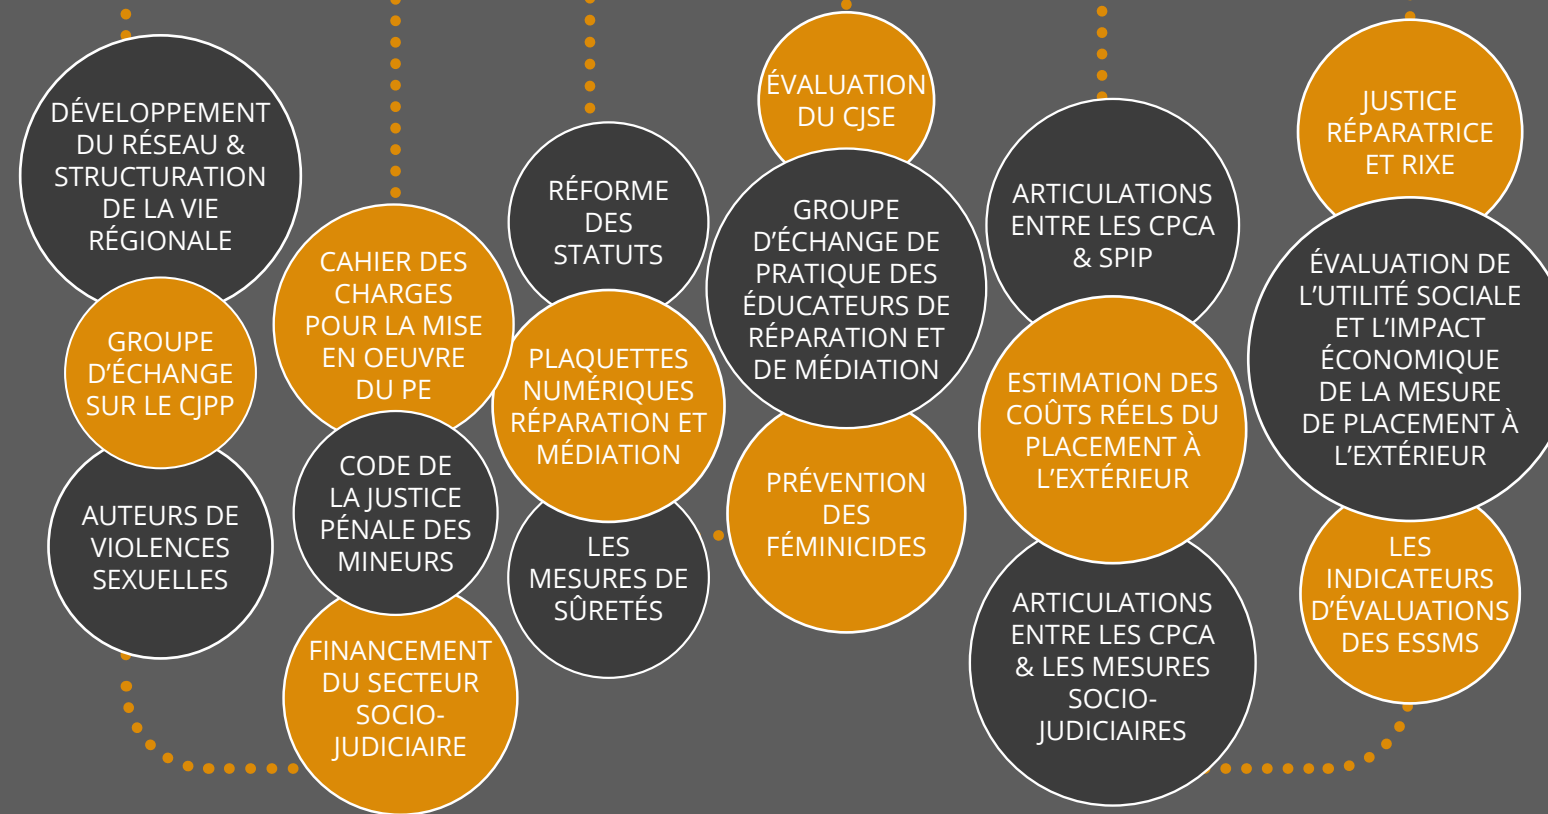 DÉVELOPPEMENT
DU RÉSEAU &
STRUCTURATION
DE LA VIE
RÉGIONALE
GROUPE
D'ÉCHANGE
SUR LE CJPP
AUTEURS DE
VIOLENCES
SEXUELLES
CAHIER DES
CHARGES
POUR LA MISE
EN OEUVRE
DU PE
CODE DE
LA JUSTICE
PÉNALE DES
MINEURS
FINANCEMENT
DU SECTEUR
SOCIO-
JUDICIAIRE
RÉFORME
DES
STATUTS
PLAQUETTES
NUMÉRIQUES
RÉPARATION ET
MÉDIATION
LES
MESURES DE
SÛRETÉS
ÉVALUATION
DU CJSE
GROUPE
D'ÉCHANGE DE
PRATIQUE DES
ÉDUCATEURS DE
RÉPARATION ET
DE MÉDIATION
PRÉVENTION
DES
FÉMINICIDES
ARTICULATIONS
ENTRE LES CPCA
& SPIP
ESTIMATION DES
COÛTS RÉELS DU
PLACEMENT À
L'EXTÉRIEUR
ARTICULATIONS
ENTRE LES CPCA
& LES MESURES
SOCIO-
JUDICIAIRES
JUSTICE
RÉPARATRICE
ET RIXE
ÉVALUATION DE
L'UTILITÉ SOCIALE
ET L'IMPACT
ÉCONOMIQUE
DE LA MESURE
DE PLACEMENT À
L'EXTÉRIEUR
LES
INDICATEURS
D'ÉVALUATIONS
DES ESSMS